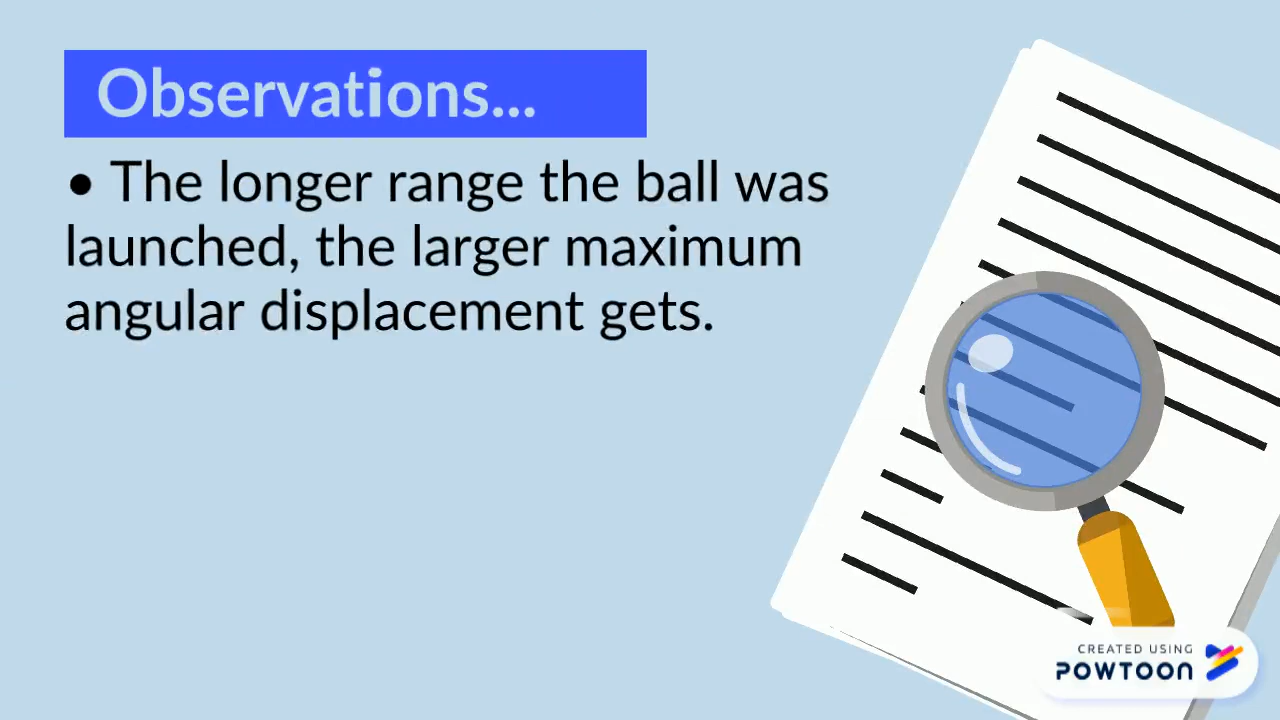 Observations...
• The longer range the ball was
launched, the larger maximum
angular displacement gets.
CREATED USING
POWTOON